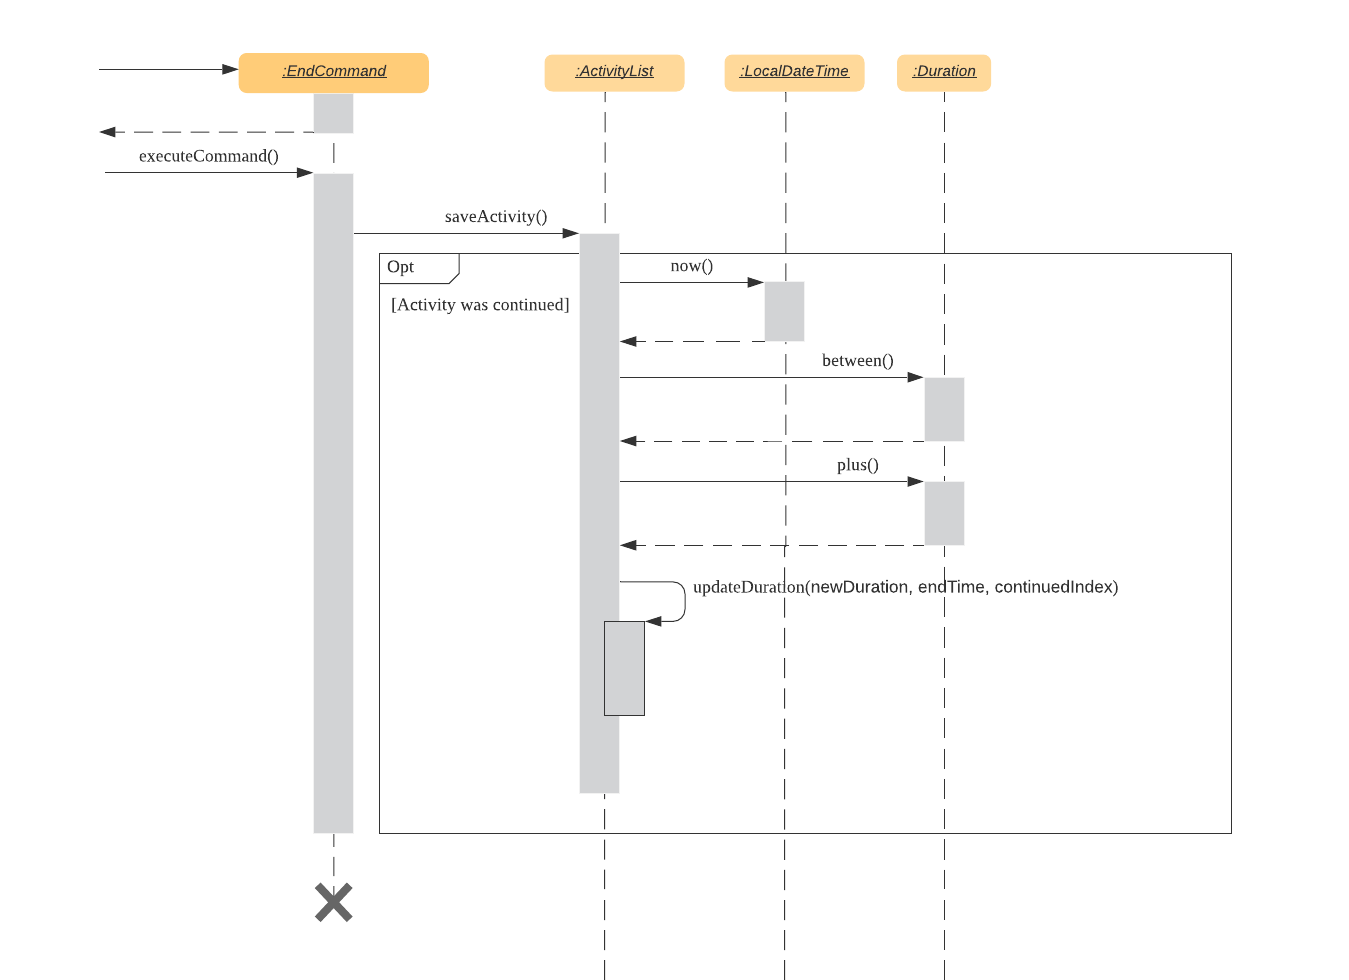 :EndCommand
:ActivityList
:LocalDateTime
:Duration
executeCommand()
saveActivity()
Opt
now()
[Activity was continued]
between()
plus()
updateDuration(newDuration, endTime, continuedIndex)